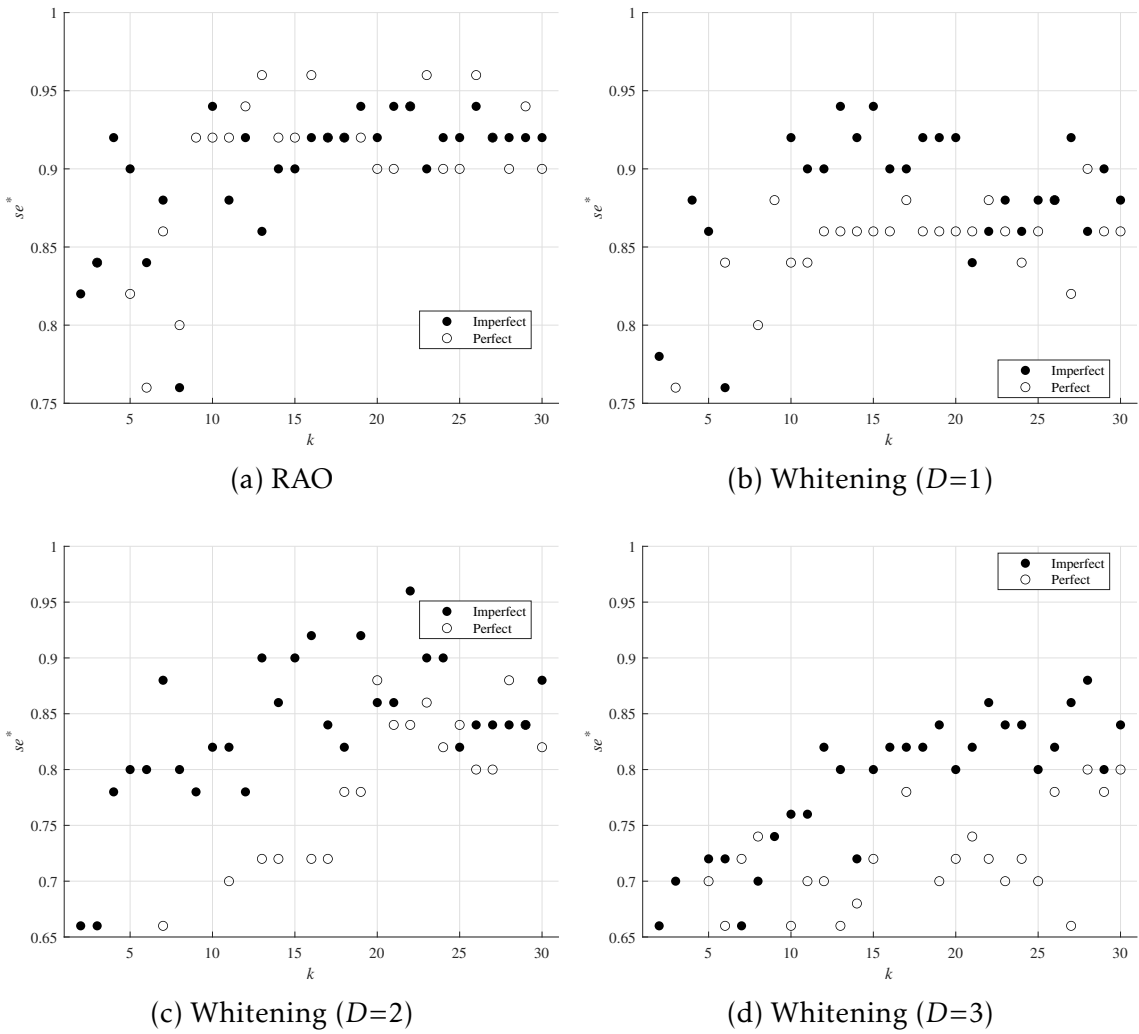 1
0.95
0.9
0.85
0.8
0.75
se*
5 10 15 20 25 30
k
Imperfect
Perfect
(a) RAO
1
0.95
0.9
0.85
0.8
0.75
se*
5 10 15 20 25 30
k
Imperfect
Perfect
(b) Whitening (D=1)
1
0.95
0.9
0.85
0.8
0.75
0.7
0.65
se*
5 10 15 20 25 30
k
Imperfect
Perfect
(c) Whitening (D=2)
1
0.95
0.9
0.85
0.8
0.75
0.7
0.65
se*
5 10 15 20 25 30
k
Imperfect
Perfect
(d) Whitening (D=3)